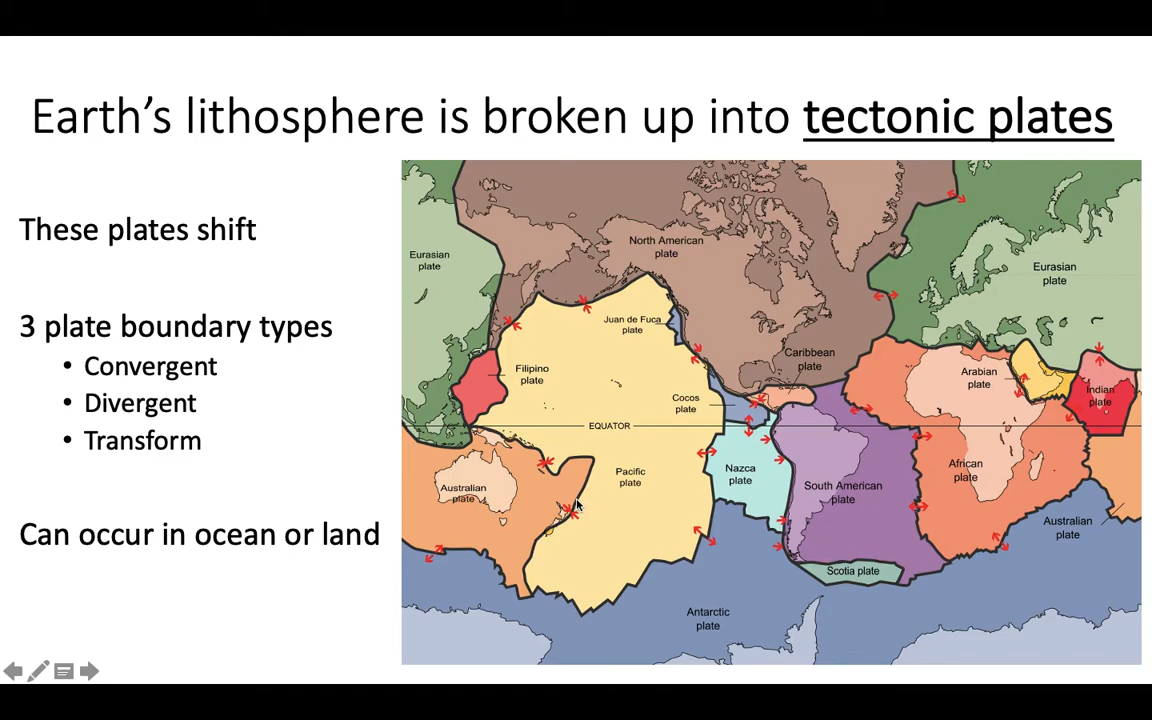 Earth's lithosphere is broken up into tectonic plates
These plates shift
3 plate boundary types
• Convergent
• Divergent
• Transform
Can occur in ocean or land
Eurasian
plate
North American
plate
Juan de Fuca
plate
Filipino
plate
Cocos
plate
Caribbean
plate
EQUATOR
Pacific
plate
Australian
plate
Nazca
plate
South American
plate
Scotia plate
Antarctic
plate
Eurasian
plate
Arabian
plate
Indian
plate
African
plate
Australian
plate